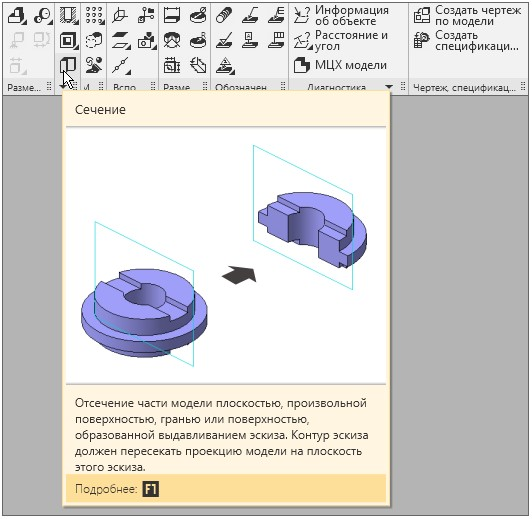 Информация
об объекте
Расстояние и
угол
МЦХ модели
Создать чертеж
по модели
Создать
спецификаци...
Разме...
И...
Вспо...
Разме...
Обозначен...
Диагностика
Чертеж, спецификац...
Сечение
Отсечение части модели плоскостью, произвольной
поверхностью, гранью или поверхностью,
образованной выдавливанием эскиза. Контур эскиза
должен пересекать проекцию модели на плоскость
этого эскиза.
Подробнее: F1